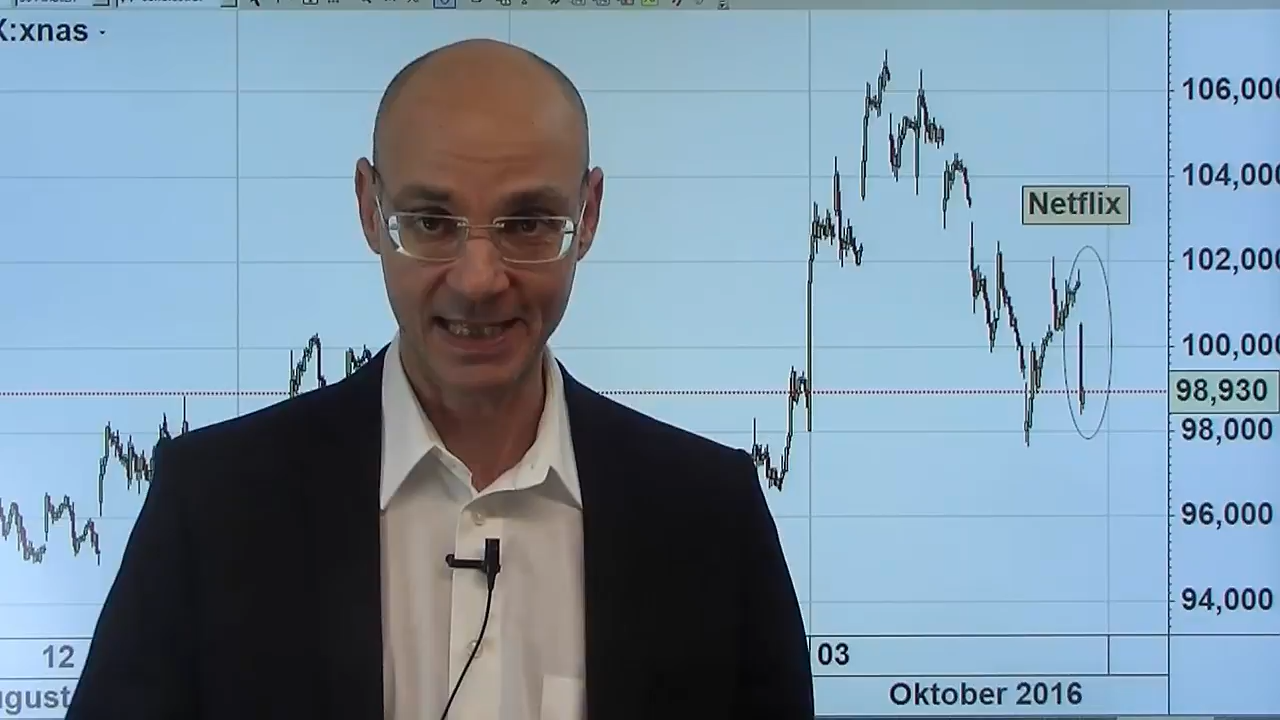 X:xnas
106,000
104,000
Netflix
102,000
100,000
98,930
98,000
96,000
94,000
12
03
gust
Oktober 2016